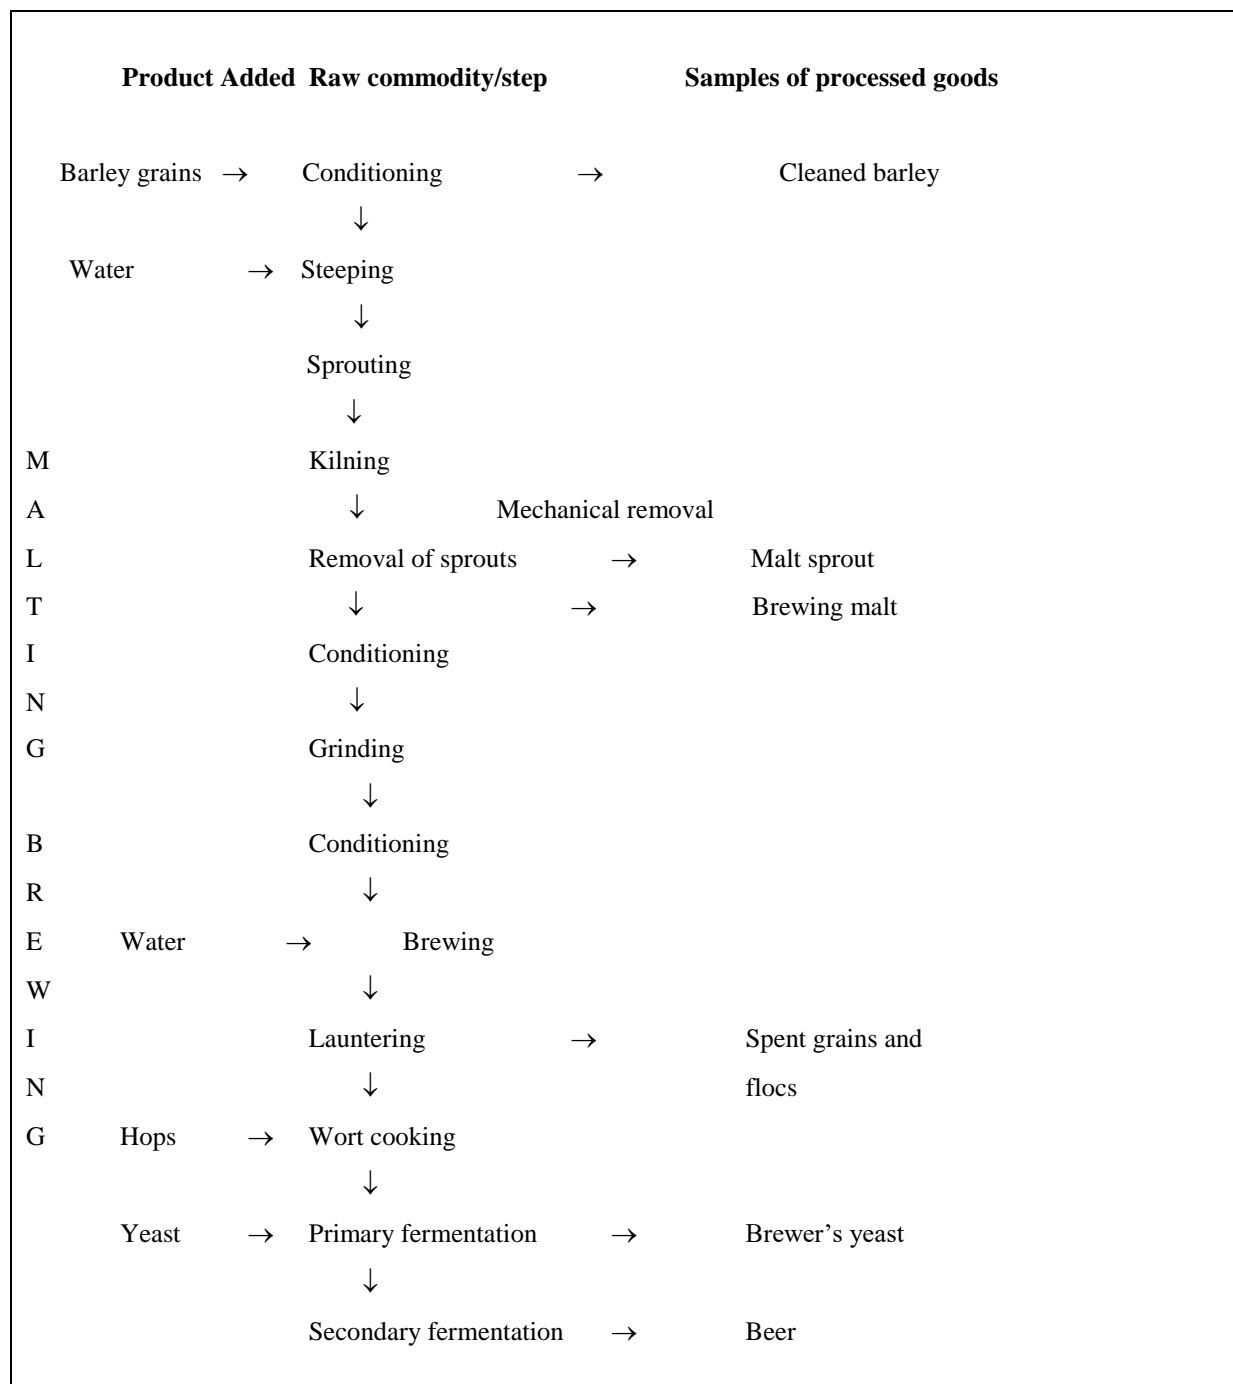 Product Added Raw commodity/step Samples of processed goods
Barley grains → Conditioning → Cleaned barley
↓
Water → Steeping
↓
Sprouting
↓
M Kilning
A ↓ Mechanical removal
L Removal of sprouts → Malt sprout
T ↓ → Brewing malt
I Conditioning
N ↓
G Grinding
↓
B Conditioning
R ↓
E Water → Brewing
W ↓
I Launtering → Spent grains and
N ↓ flocs
G Hops → Wort cooking
↓
Yeast → Primary fermentation → Brewer’s yeast
↓
Secondary fermentation → Beer